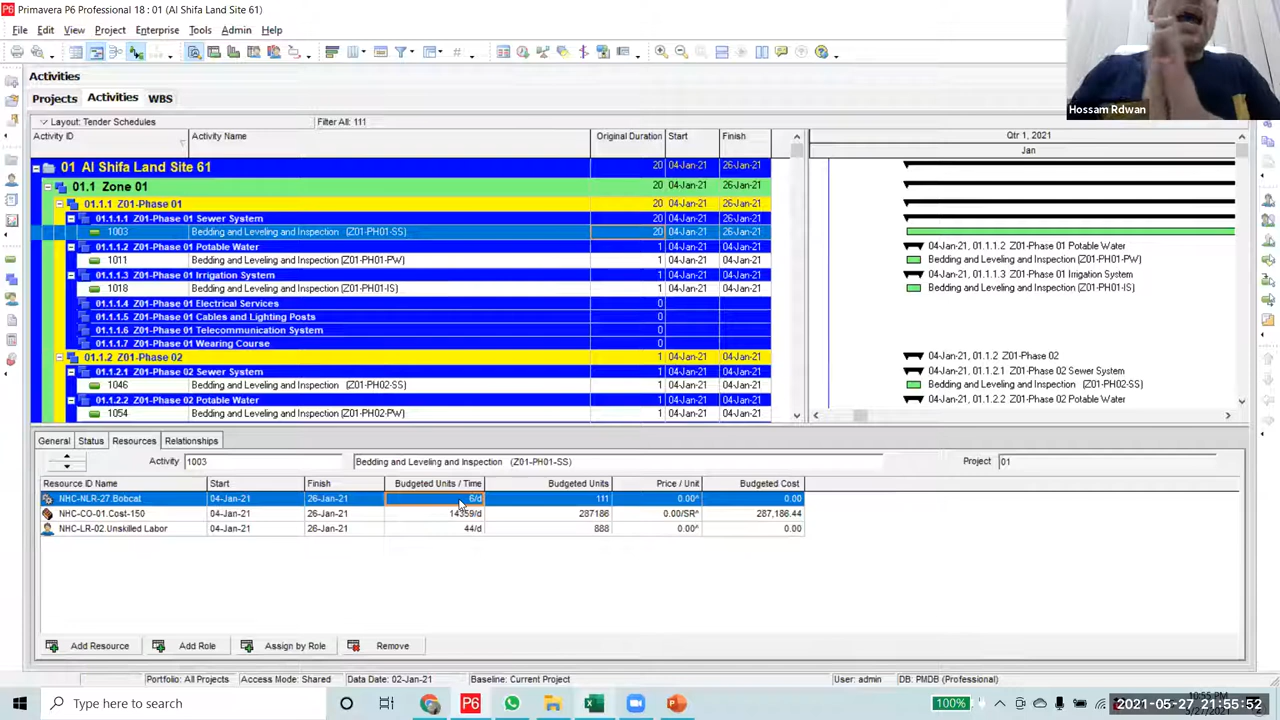 Primavera P6 Professional 18 : 01 (Al Shifa Land Site 61)
File Edit View Project Enterprise Tools Admin Help
Hossam Rdwan
Activities
Projects Activities WBS
Layout: Tender Schedules Filter All: 111
Activity ID Activity Name Original Duration Start Finish Qtr 1, 2021
Jan
01 Al Shifa Land Site 61 20 04-Jan-21 26-Jan-21
01.1 Zone 01 20 04-Jan-21 26-Jan-21
01.1.1 Z01-Phase 01 20 04-Jan-21 26-Jan-21
01.1.1.1 Z01-Phase 01 Sewer System 20 04-Jan-21 26-Jan-21
1003 Bedding and Leveling and Inspection (Z01-PH01-SS) 20 04-Jan-21 26-Jan-21
01.1.1.2 Z01-Phase 01 Potable Water 1 04-Jan-21 04-Jan-21 04-Jan-21, 01.1.1.2 Z01-Phase 01 Potable Water
1011 Bedding and Leveling and Inspection (Z01-PH01-PW) 1 04-Jan-21 04-Jan-21 Bedding and Leveling and Inspection (Z01-PH01-PW)
01.1.1.3 Z01-Phase 01 Irrigation System 1 04-Jan-21 04-Jan-21 04-Jan-21, 01.1.1.3 Z01-Phase 01 Irrigation System
1018 Bedding and Leveling and Inspection (Z01-PH01-IS) 1 04-Jan-21 04-Jan-21 Bedding and Leveling and Inspection (Z01-PH01-IS)
01.1.1.4 Z01-Phase 01 Electrical Services 0
01.1.1.5 Z01-Phase 01 Cables and Lighting Posts 0
01.1.1.6 Z01-Phase 01 Telecommunication System 0
01.1.1.7 Z01-Phase 01 Wearing Course 0
01.1.2 Z01-Phase 02 1 04-Jan-21 04-Jan-21 04-Jan-21, 01.1.2 Z01-Phase 02
01.1.2.1 Z01-Phase 02 Sewer System 1 04-Jan-21 04-Jan-21 04-Jan-21, 01.1.2.1 Z01-Phase 02 Sewer System
1046 Bedding and Leveling and Inspection (Z01-PH02-SS) 1 04-Jan-21 04-Jan-21 Bedding and Leveling and Inspection (Z01-PH02-SS)
01.1.2.2 Z01-Phase 02 Potable Water 1 04-Jan-21 04-Jan-21 04-Jan-21, 01.1.2.2 Z01-Phase 02 Potable Water
1054 Bedding and Leveling and Inspection (Z01-PH02-PW) 1 04-Jan-21 04-Jan-21
General Status Resources Relationships
Activity 1003 Bedding and Leveling and Inspection (Z01-PH01-SS) Project 01
Resource ID Name Start Finish Budgeted Units / Time Budgeted Units Price / Unit Budgeted Cost
NHC-NLR-27.Bobcat 04-Jan-21 26-Jan-21 6/d 111 0.00^ 0.00
NHC-CO-01.Cost-150 04-Jan-21 26-Jan-21 14359/d 287186 0.00/SR^ 287,186.44
NHC-LR-02.Unskilled Labor 04-Jan-21 26-Jan-21 44/d 888 0.00^ 0.00
Add Resource Add Role Assign by Role Remove
Portfolio: All Projects Access Mode: Shared Data Date: 02-Jan-21 Baseline: Current Project User: admin DB: PMDB (Professional)
Type here to search
100%
10:55 PM
5/27/2021
2021-05-27 21:55:52